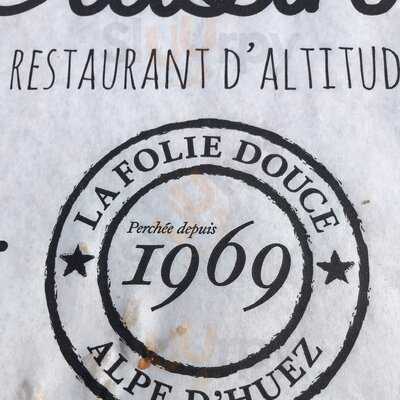 RESTAURANT D'ALTITUD
LA FOLIE DOUCE
Perchée depuis
1969
ALPE D'HUEZ